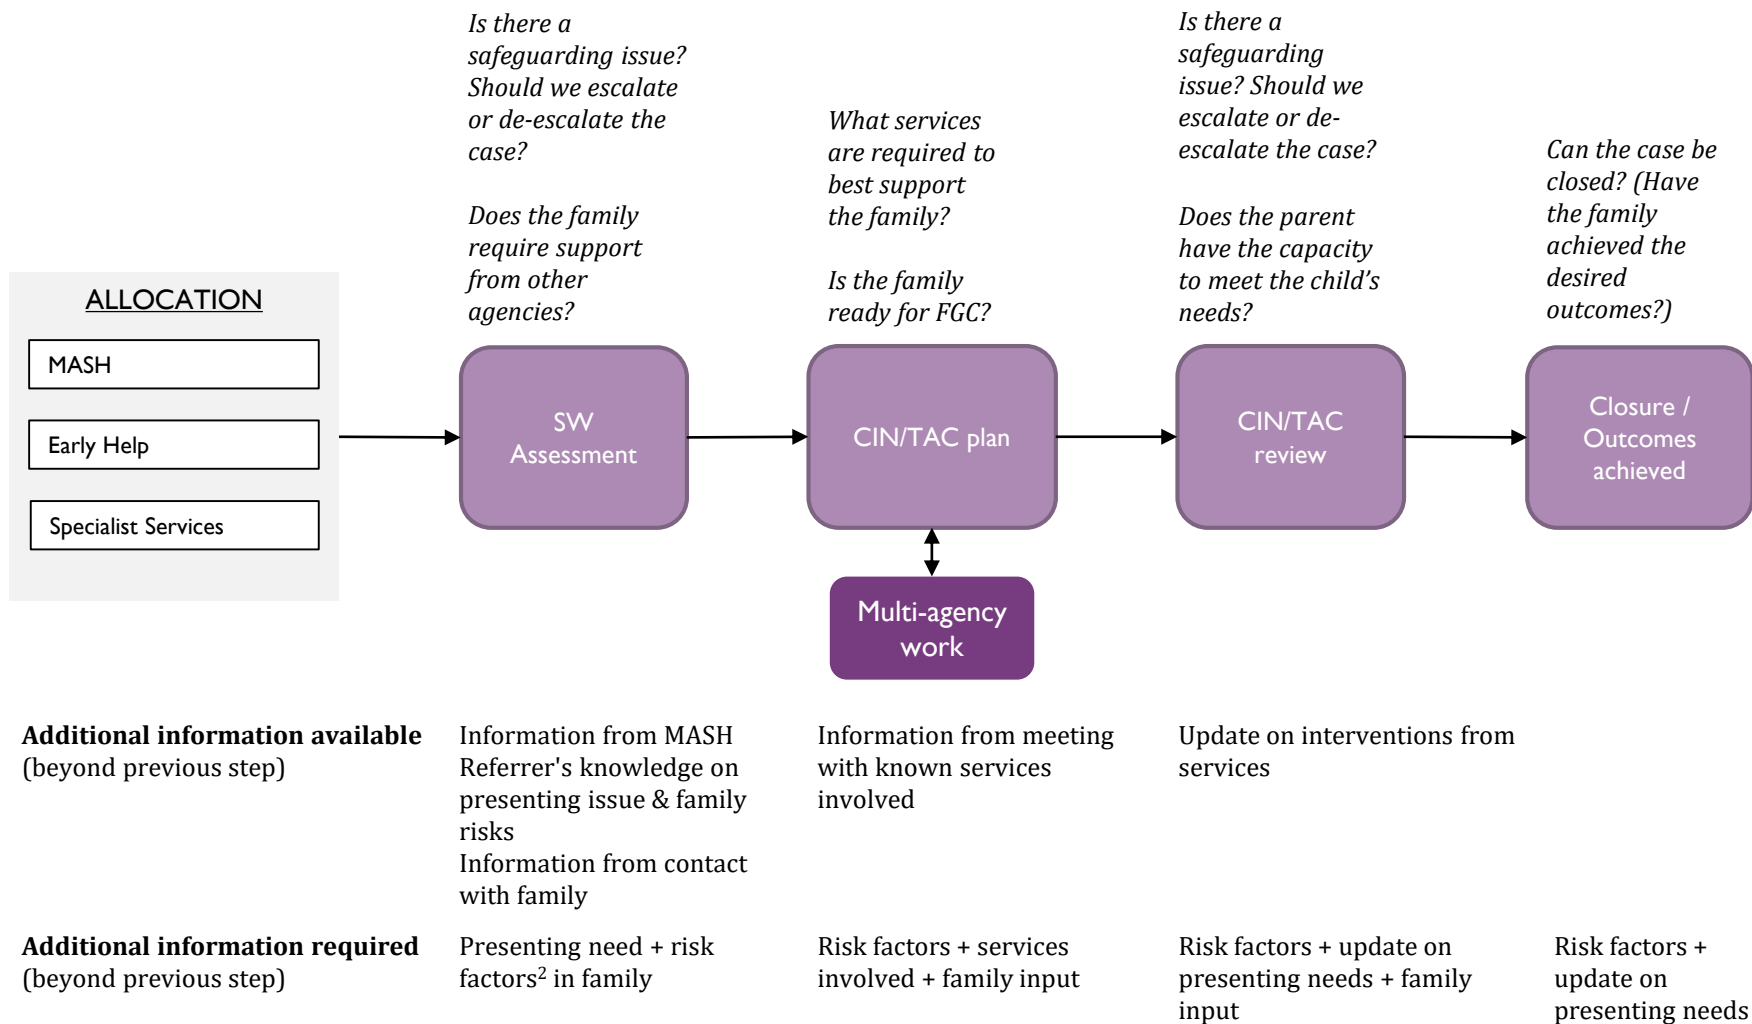 Is there a
safeguarding issue?
Should we escalate
or de-escalate the
case?
Does the family
require support
from other
agencies?
What services
are required to
best support
the family?
Is the family
ready for FGC?
Is there a
safeguarding
issue? Should we
escalate or de-
escalate the case?
Does the parent
have the capacity
to meet the child's
needs?
Can the case be
closed? (Have
the family
achieved the
desired
outcomes?)
ALLOCATION
MASH
Early Help
Specialist Services
SW
Assessment
CIN/TAC plan
CIN/TAC
review
Closure /
Outcomes
achieved
Multi-agency
work
Additional information available
(beyond previous step)
Information from MASH
Referrer's knowledge on
presenting issue & family
risks
Information from contact
with family
Information from meeting
with known services
involved
Update on interventions from
services
Additional information required
(beyond previous step)
Presenting need + risk
factors² in family
Risk factors + services
involved + family input
Risk factors + update on
presenting needs + family
input
Risk factors +
update on
presenting needs